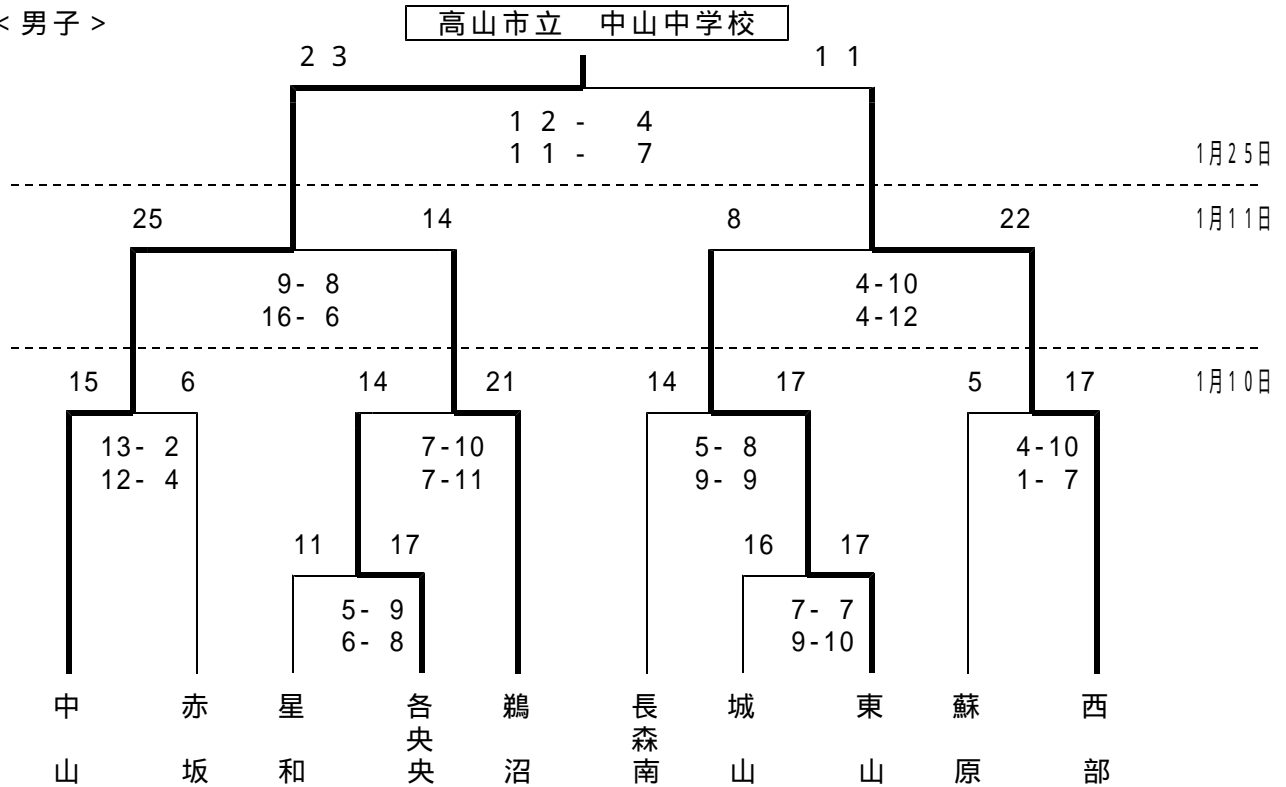 < 男子 >
高山市立　中山中学校
２３ １１
１２- ４
１１- ７
1月２５日
25 14 8 22 1月１１日
9- 8 4-10
16- 6 4-12
15 6 14 21 14 17 5 17 1月１０日
13- 2 7-10 5- 8 4-10
12- 4 7-11 9- 9 1- 7
11 17 16 17
5- 9 7- 7
6- 8 9-10
中山 赤坂 星和 各央央 鵜沼 長森南 城山 東山 蘇原 西部